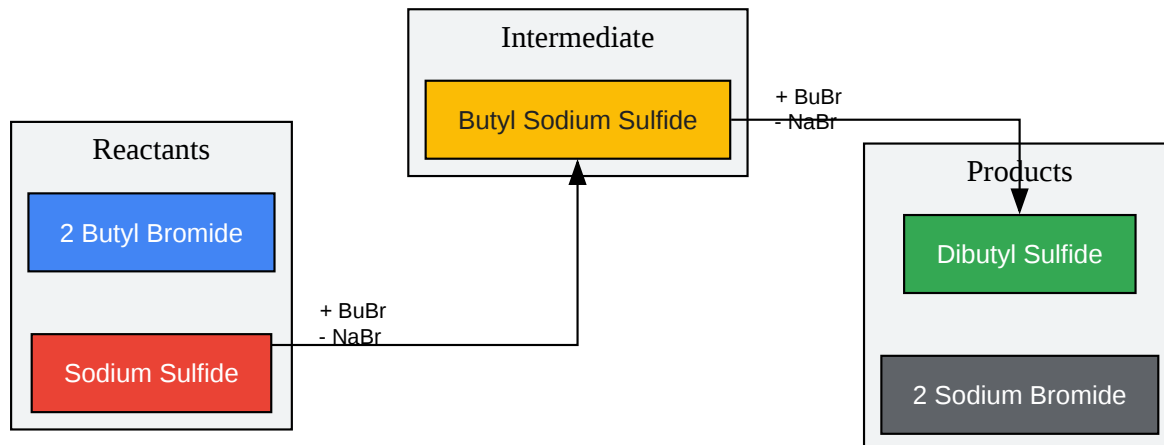 Reactants
2 Butyl Bromide
Sodium Sulfide
+ BuBr
- NaBr
Intermediate
Butyl Sodium Sulfide
+ BuBr
- NaBr
Products
Dibutyl Sulfide
2 Sodium Bromide